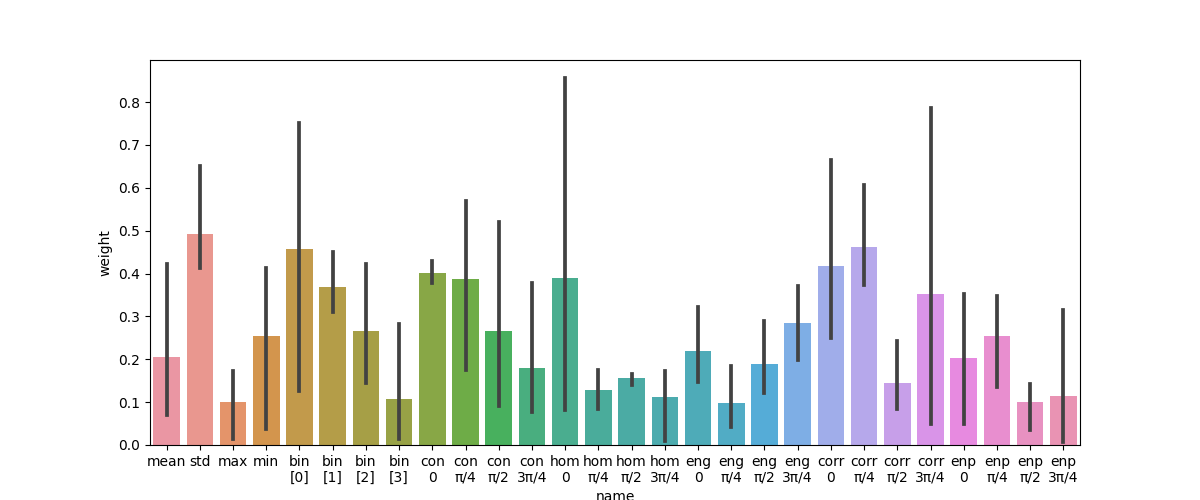 0.8
0.7
0.6
0.5
0.4
0.3
0.2
0.1
0.0
weight
mean std max min bin bin bin bin con con con con hom hom hom hom eng eng eng eng corr corr corr corr enp enp enp enp
[0] [1] [2] [3] 0 π/4 π/2 3π/4 0 π/4 π/2 3π/4 0 π/4 π/2 3π/4 0 π/4 π/2 3π/4 0 π/4 π/2 3π/4
name